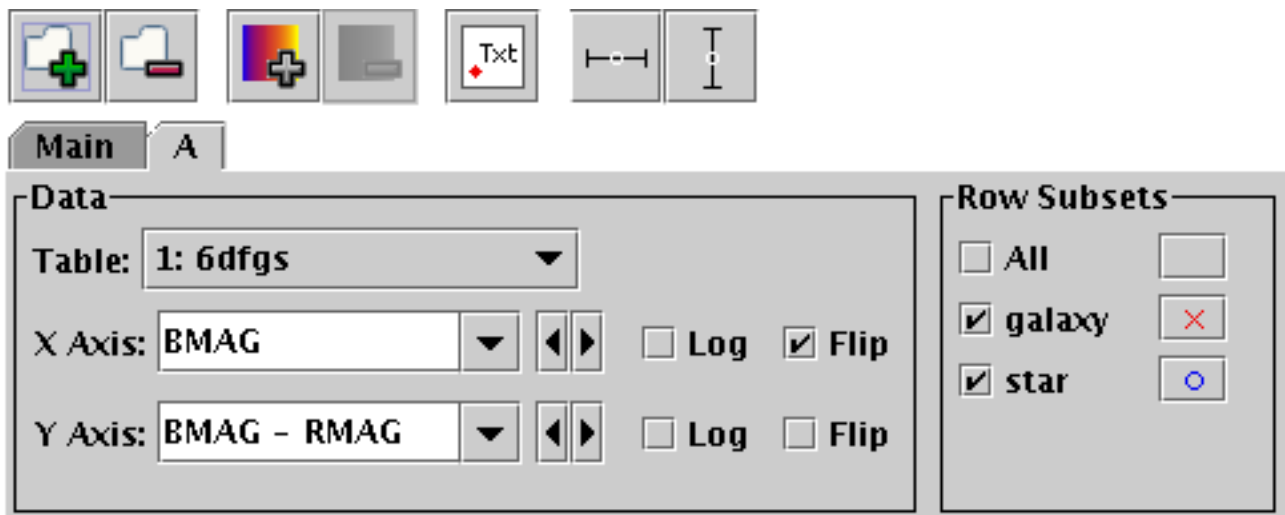 Txt
Main A
Data
Table: 1: 6dfgs
X Axis: BMAG Log Flip
Y Axis: BMAG - RMAG Log Flip
Row Subsets
All
galaxy
star